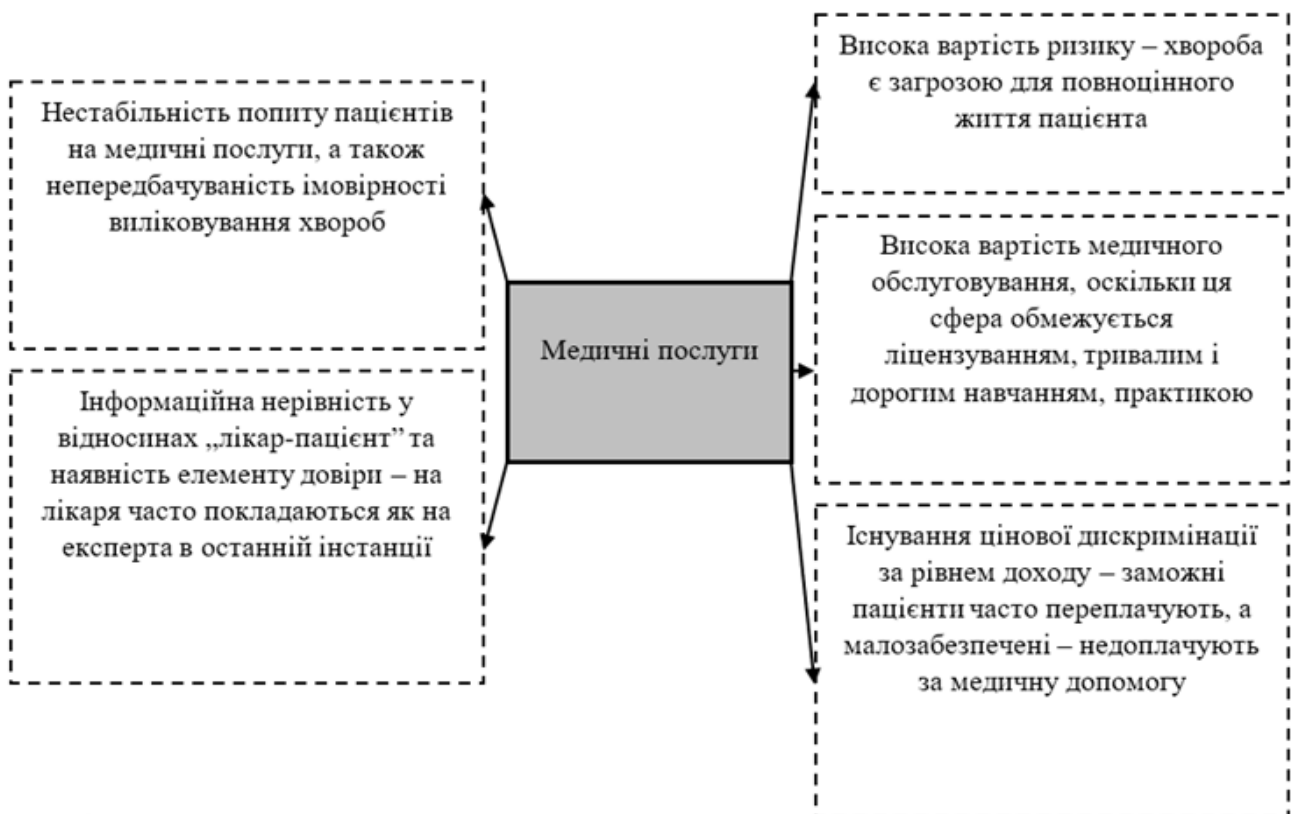 Нестабільність попиту пацієнтів
на медичні послуги, а також
непередбачуваність імовірності
виліковування хвороб
Інформаційна нерівність у
відносинах „лікар-пацієнт” та
наявність елементу довіри – на
лікаря часто покладаються як на
експерта в останній інстанції
Медичні послуги
Висока вартість ризику – хвороба
є загрозою для повноцінного
життя пацієнта
Висока вартість медичного
обслуговування, оскільки ця
сфера обмежується
ліцензуванням, тривалим і
дорогим навчанням, практикою
Існування цінової дискримінації
за рівнем доходу – заможні
пацієнти часто переплачують, а
малозабезпечені – недоплачують
за медичну допомогу